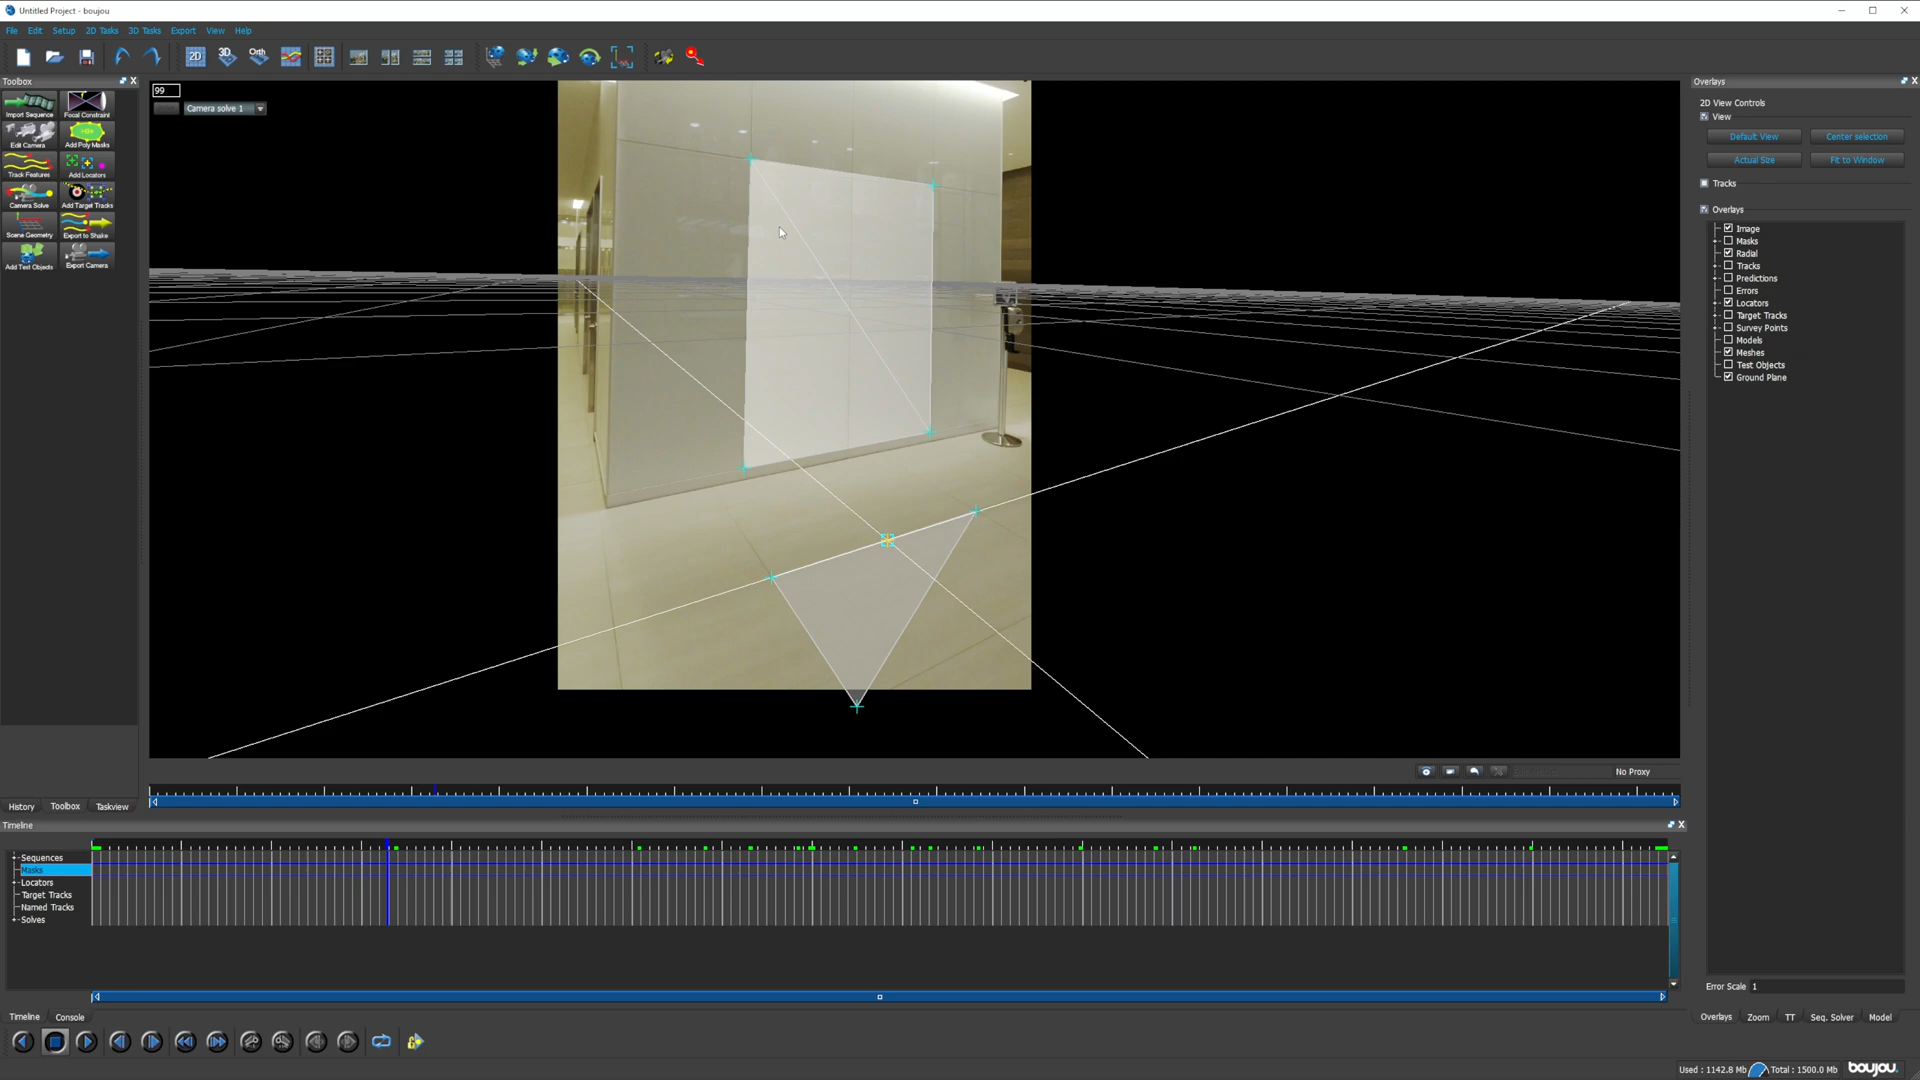 Untitled Project - boujou
File Edit Setup 2D Tasks 3D Tasks Export View Help
2D 3D Orth
Toolbox
Import Sequence Focal Constraint
Edit Camera Add Poly Masks
Track Features Add Locators
Camera Solve Add Target Tracks
Scene Geometry Export to Shake
Add Test Objects Export Camera
99
Camera solve 1
Overlays
2D View Controls
View
Default View Center selection
Actual Size Fit to Window
Tracks
Overlays
Image
Masks
Radial
Tracks
Predictions
Errors
Locators
Target Tracks
Survey Points
Models
Meshes
Test Objects
Ground Plane
No Proxy
History Toolbox Taskview
Timeline
Sequences
Masks
Locators
Target Tracks
Named Tracks
Solves
Error Scale 1
Timeline Console
Overlays Zoom TT Seq. Solver Model
Used : 1142.8 Mb Total : 1500.0 Mb boujou.